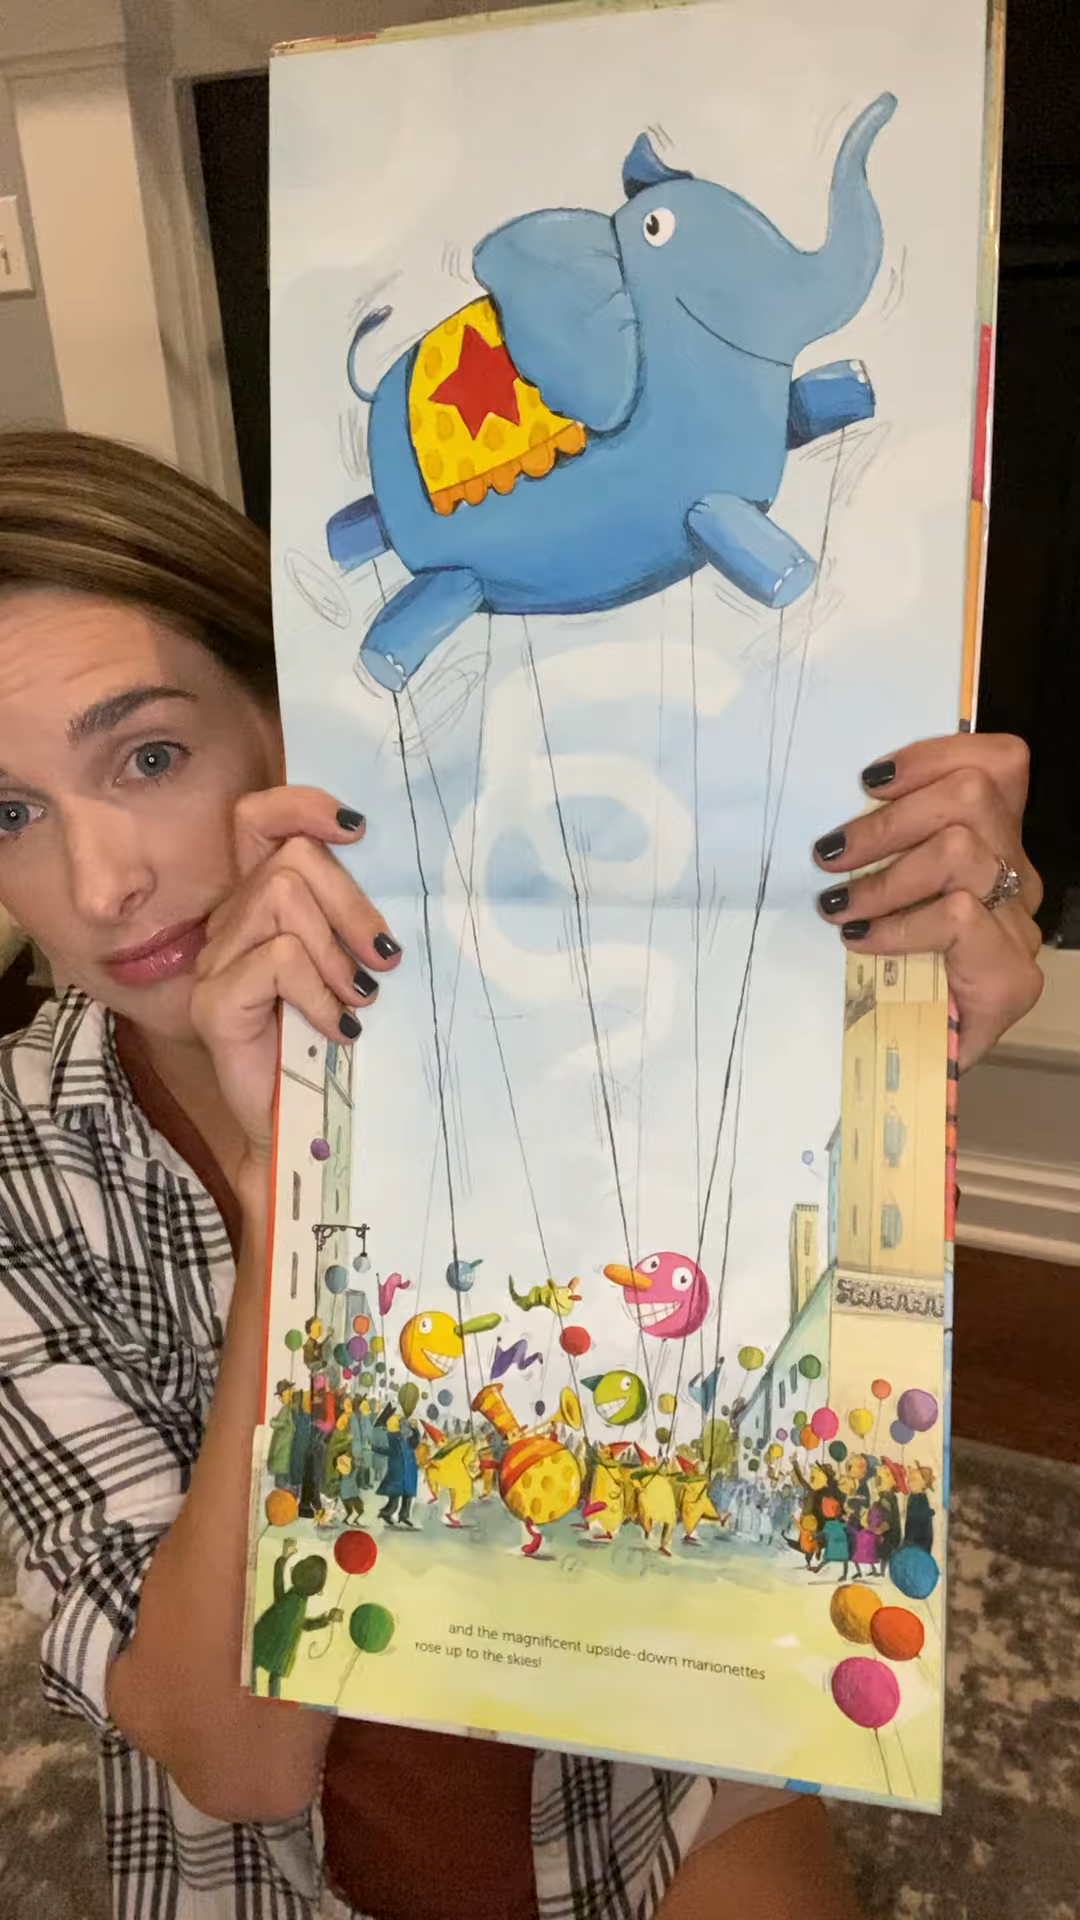 and the magnificent upside-down marionettes
rose up to the skies!